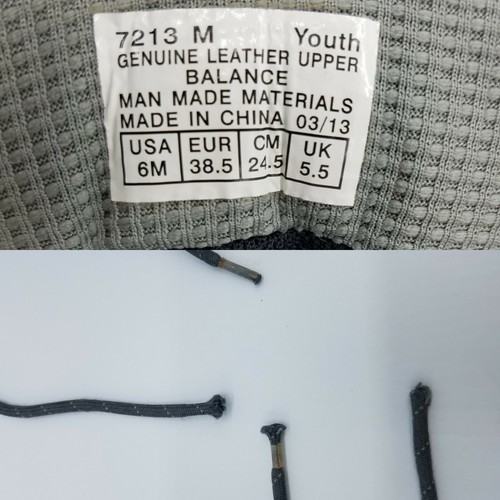 7213 M Youth
GENUINE LEATHER UPPER
BALANCE
MAN MADE MATERIALS
MADE IN CHINA 03/13
USA EUR CM UK
6M 38.5 24.5 5.5